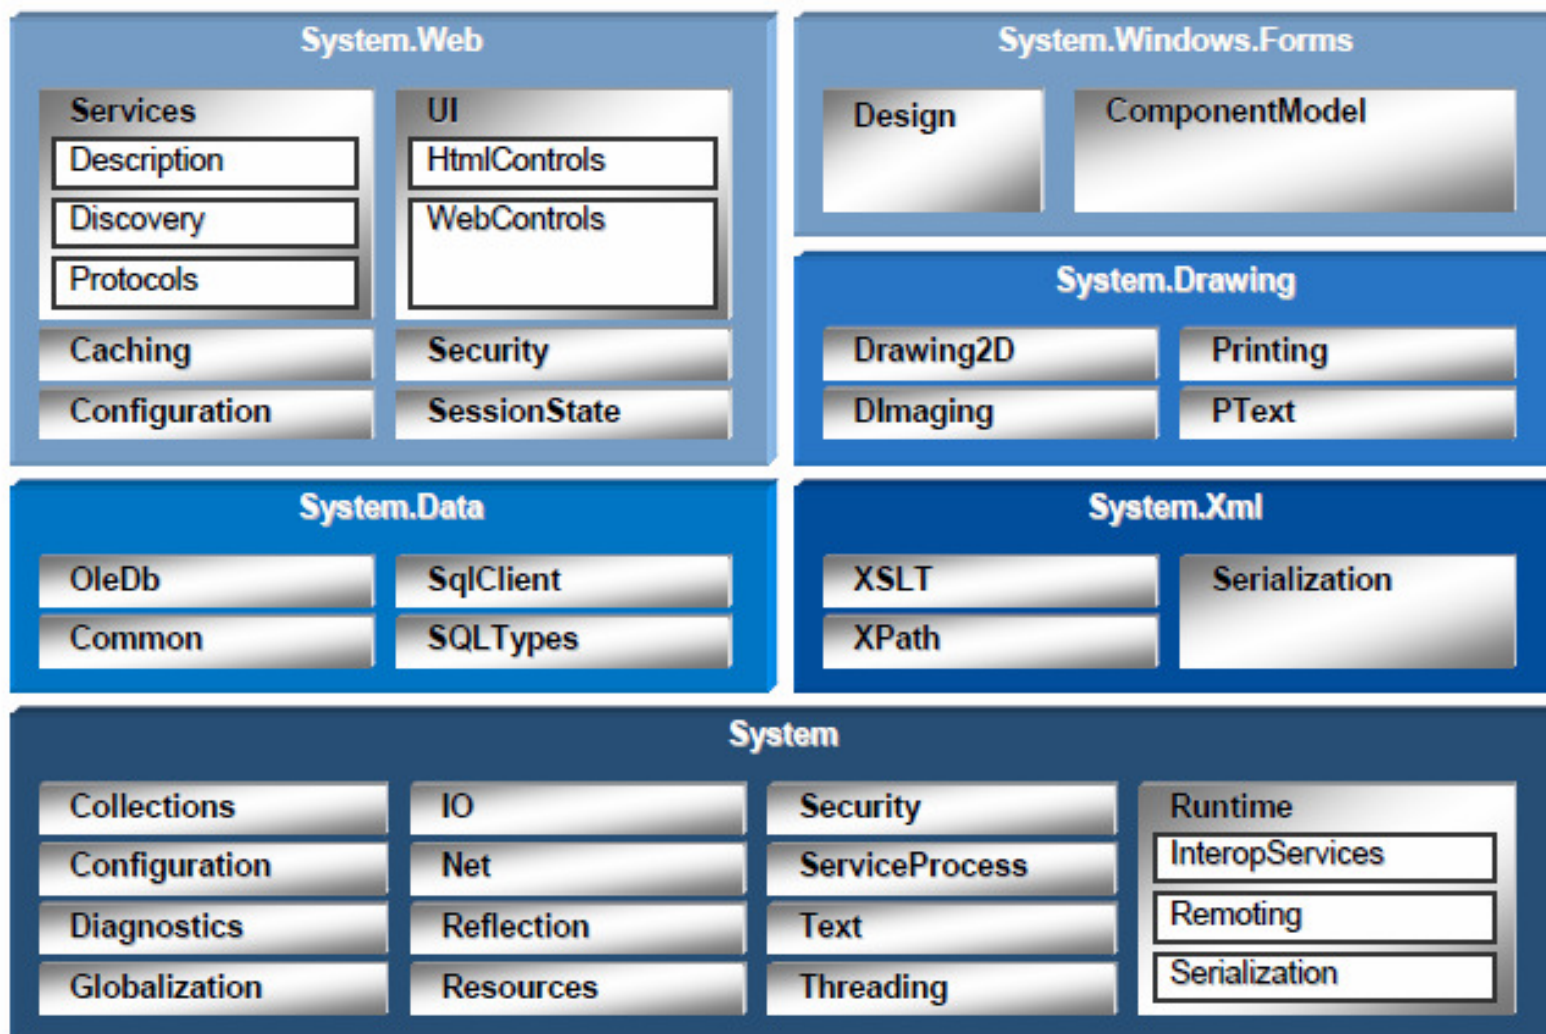 System.Web
Services
Description
Discovery
Protocols
Caching
Configuration
UI
HtmlControls
WebControls
Security
SessionState
System.Windows.Forms
Design
ComponentModel
System.Drawing
Drawing2D
DImaging
Printing
PText
System.Data
OleDb
Common
SqlClient
SQLTypes
System.Xml
XSLT
XPath
Serialization
System
Collections
Configuration
Diagnostics
Globalization
IO
Net
Reflection
Resources
Security
ServiceProcess
Text
Threading
Runtime
InteropServices
Remoting
Serialization